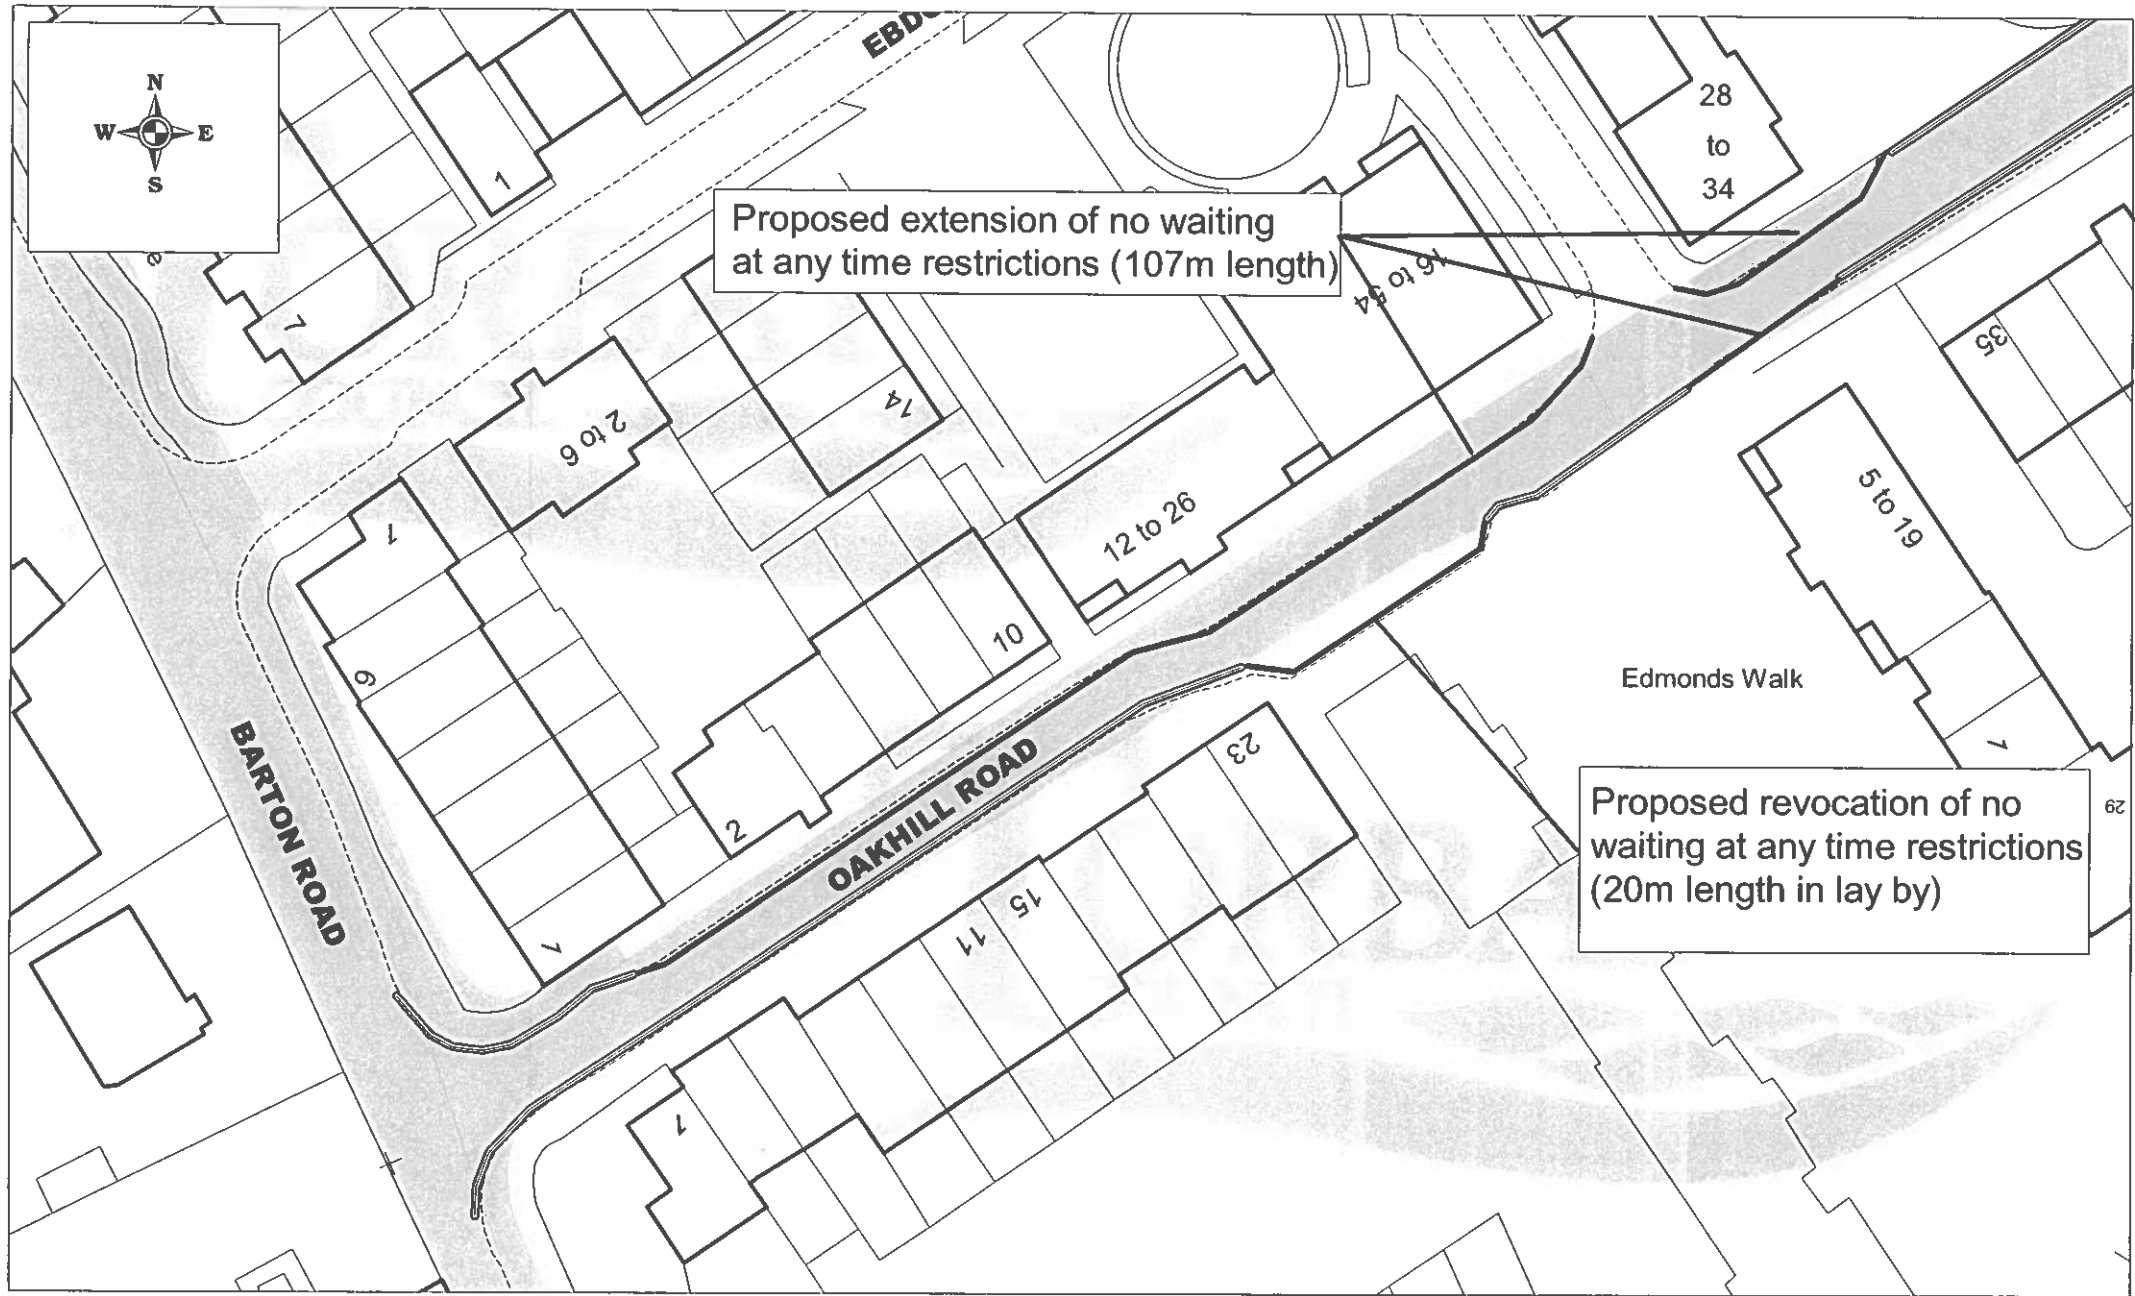 N
W E
S
EBD
28
to
34
1
Proposed extension of no waiting
at any time restrictions (107m length)
16 to 54
7
35
14
2 to 6
5 to 19
1
12 to 26
10
9
Edmonds Walk
BARTON ROAD
23
OAKHILL ROAD
2
Proposed revocation of no
waiting at any time restrictions
(20m length in lay by)
1
29
15
11
7
1